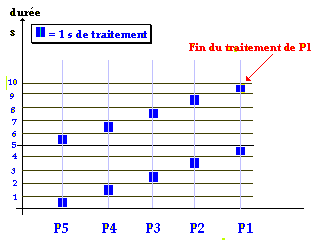 durée
s
= 1 s de traitement
Fin du traitement de P1
10
9
8
7
6
5
4
3
2
1
P5 P4 P3 P2 P1